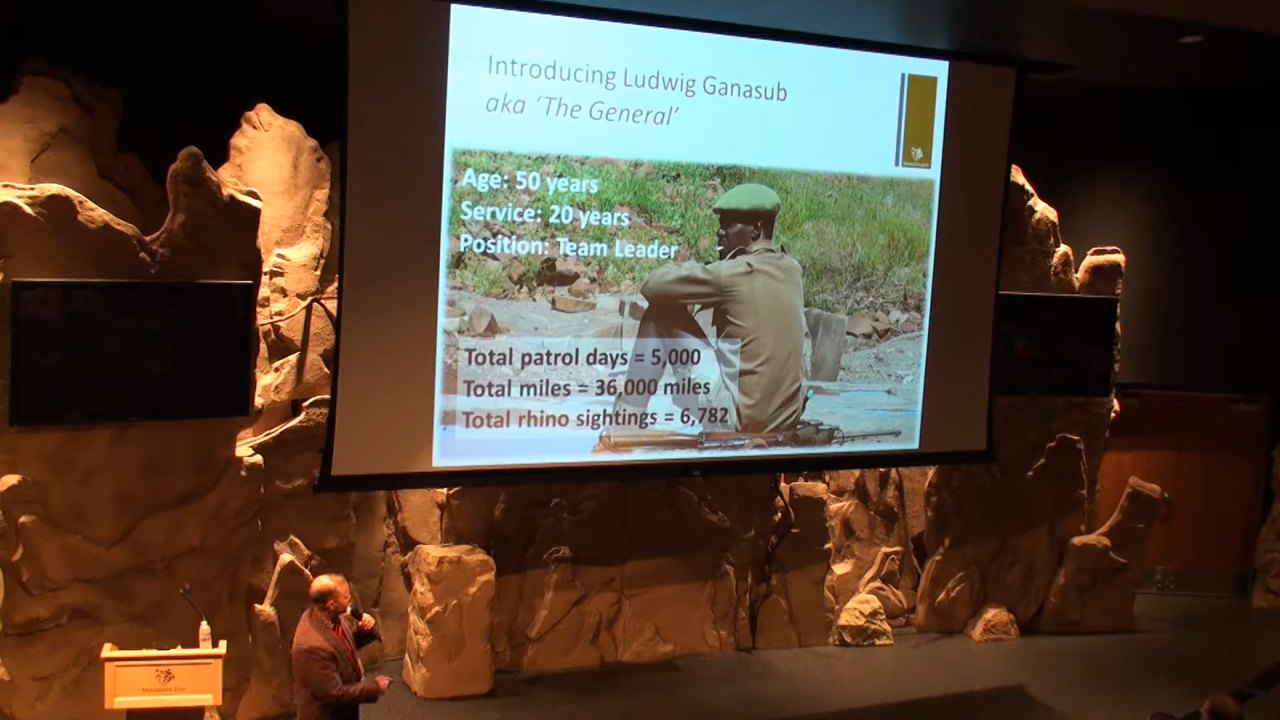 Introducing Ludwig Ganasub
aka ‘The General’
Age: 50 years
Service: 20 years
Position: Team Leader
Total patrol days = 5,000
Total miles = 36,000 miles
Total rhino sightings = 6,782